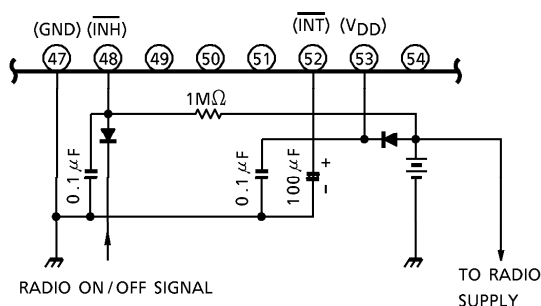 (GND) (INH) (INT) (VDD)
47 48 49 50 51 52 53 54
1MΩ
0.1μF
0.1μF
100μF
+
-
RADIO ON/OFF SIGNAL
TO RADIO
SUPPLY